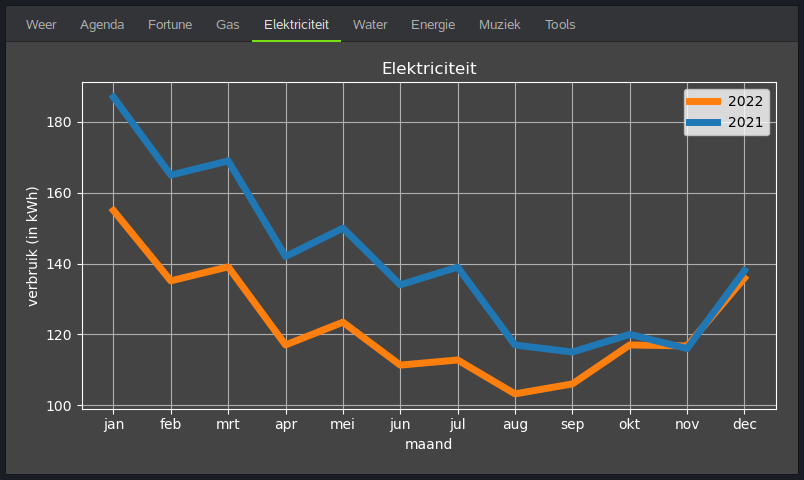 Weer Agenda Fortune Gas Elektriciteit Water Energie Muziek Tools
Elektriciteit
2022
2021
verbruik (in kWh)
180
160
140
120
100
jan feb mrt apr mei jun jul aug sep okt nov dec
maand